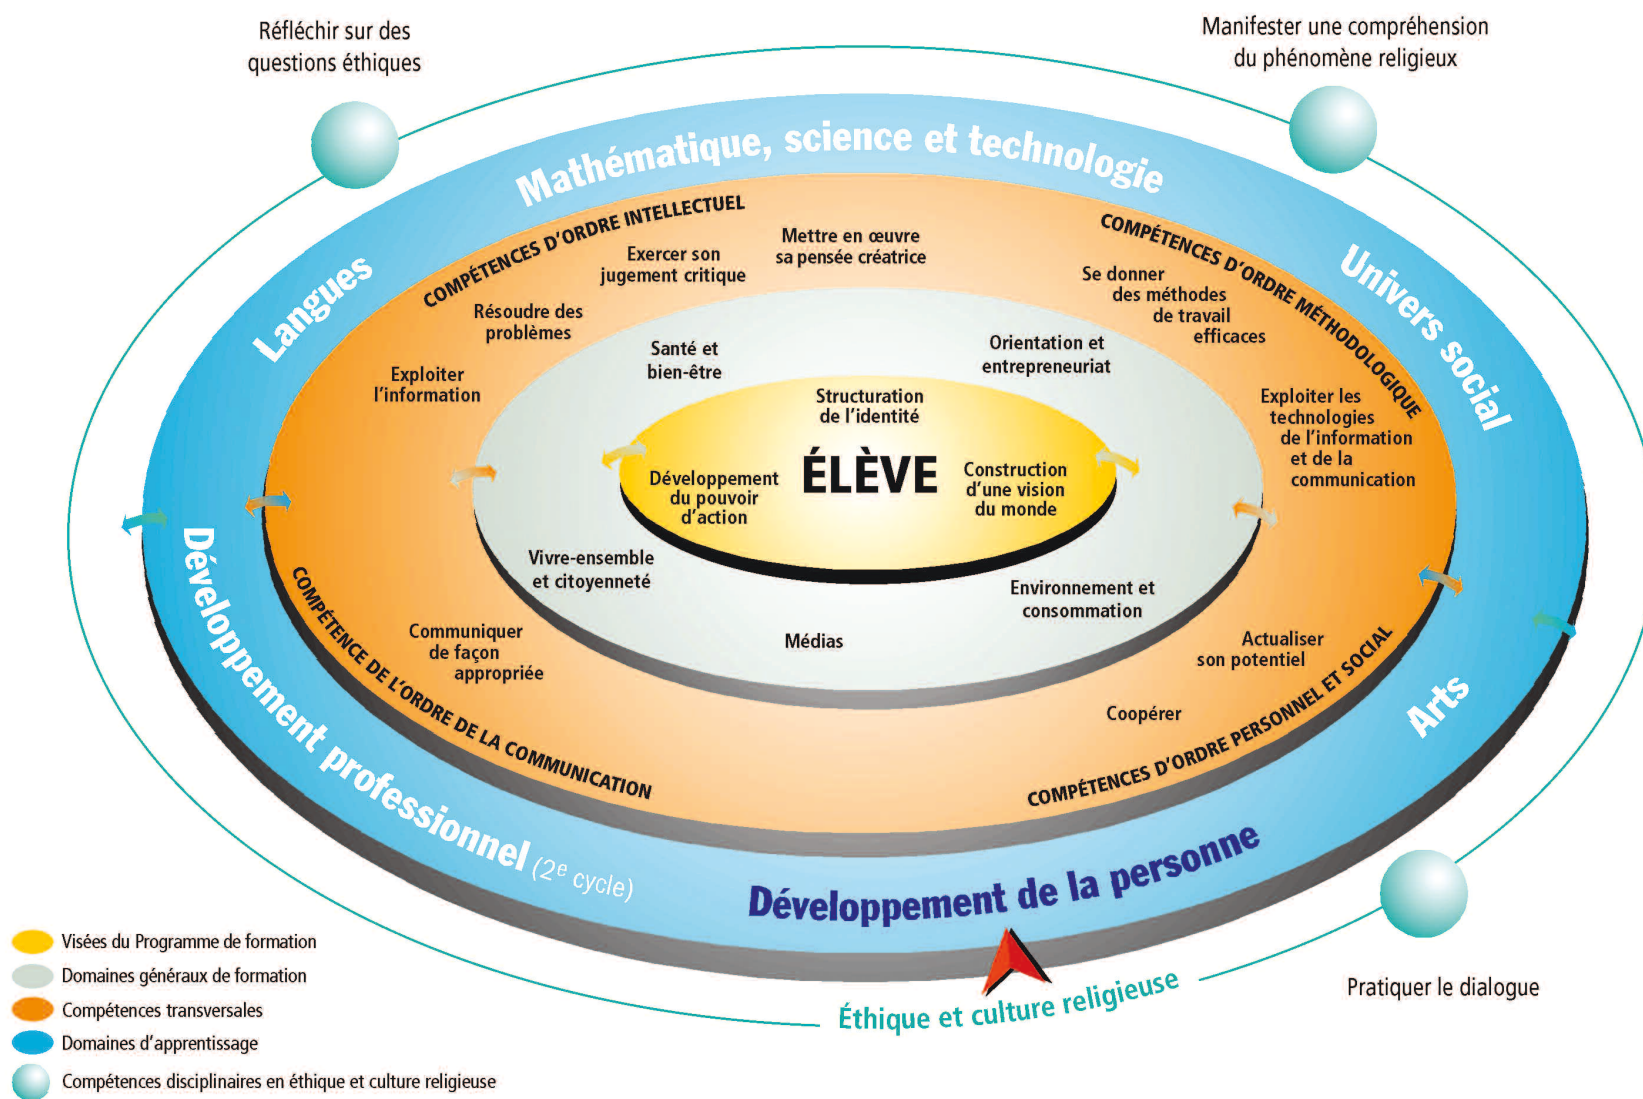 Réfléchir sur des
questions éthiques
Manifester une compréhension
du phénomène religieux
Mathématique, science et technologie
Langues
Univers social
Arts
Développement de la personne
Développement professionnel (2e cycle)
COMPÉTENCES D'ORDRE INTELLECTUEL
Exploiter
l'information
Résoudre des
problèmes
Exercer son
jugement critique
Mettre en œuvre
sa pensée créatrice
COMPÉTENCES D'ORDRE MÉTHODOLOGIQUE
Se donner
des méthodes
de travail
efficaces
Exploiter les
technologies
de l'information
et de la
communication
COMPÉTENCES D'ORDRE PERSONNEL ET SOCIAL
Actualiser
son potentiel
Coopérer
COMPÉTENCE DE L'ORDRE DE LA COMMUNICATION
Communiquer
de façon
appropriée
Santé et
bien-être
Orientation et
entrepreneuriat
Environnement et
consommation
Médias
Vivre-ensemble
et citoyenneté
Structuration
de l'identité
ÉLÈVE
Développement
du pouvoir
d'action
Construction
d'une vision
du monde
Éthique et culture religieuse
Pratiquer le dialogue
Visées du Programme de formation
Domaines généraux de formation
Compétences transversales
Domaines d'apprentissage
Compétences disciplinaires en éthique et culture religieuse